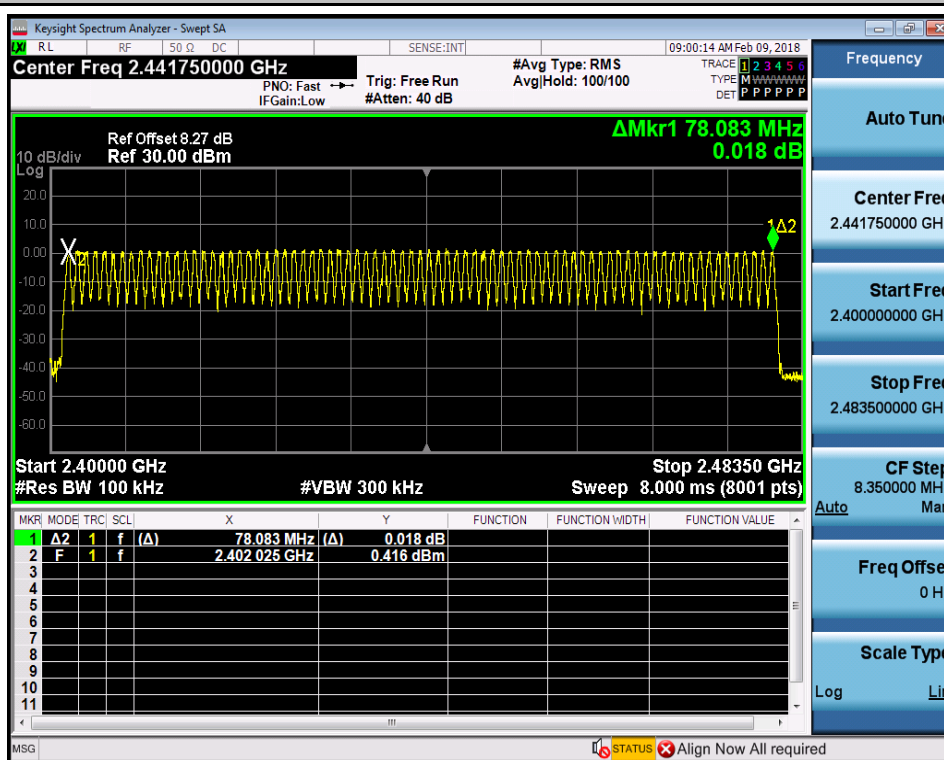 Keysight Spectrum Analyzer - Swept SA
LXI RL RF 50 Ω DC SENSE:INT 09:00:14 AM Feb 09, 2018
Center Freq 2.441750000 GHz
PNO: Fast
IFGain:Low
Trig: Free Run
#Atten: 40 dB
#Avg Type: RMS
Avg|Hold: 100/100
TRACE 1 2 3 4 5 6
TYPE M WWWWW
DET P P P P P P
ΔMkr1 78.083 MHz
0.018 dB
Ref Offset 8.27 dB
10 dB/div Ref 30.00 dBm
Log
20.0
10.0
0.00
-10.0
-20.0
-30.0
-40.0
-50.0
-60.0
X2
1Δ2
Start 2.40000 GHz Stop 2.48350 GHz
#Res BW 100 kHz #VBW 300 kHz Sweep 8.000 ms (8001 pts)
MKR MODE TRC SCL X Y FUNCTION FUNCTION WIDTH FUNCTION VALUE
1 Δ2 1 f (Δ) 78.083 MHz (Δ) 0.018 dB
2 F 1 f 2.402 025 GHz 0.416 dBm
3
4
5
6
7
8
9
10
11
MSG STATUS Align Now All required
Frequency
Auto Tune
Center Freq
2.441750000 GH
Start Freq
2.400000000 GH
Stop Freq
2.483500000 GH
CF Step
8.350000 MH
Auto Ma
Freq Offse
0 H
Scale Type
Log Li